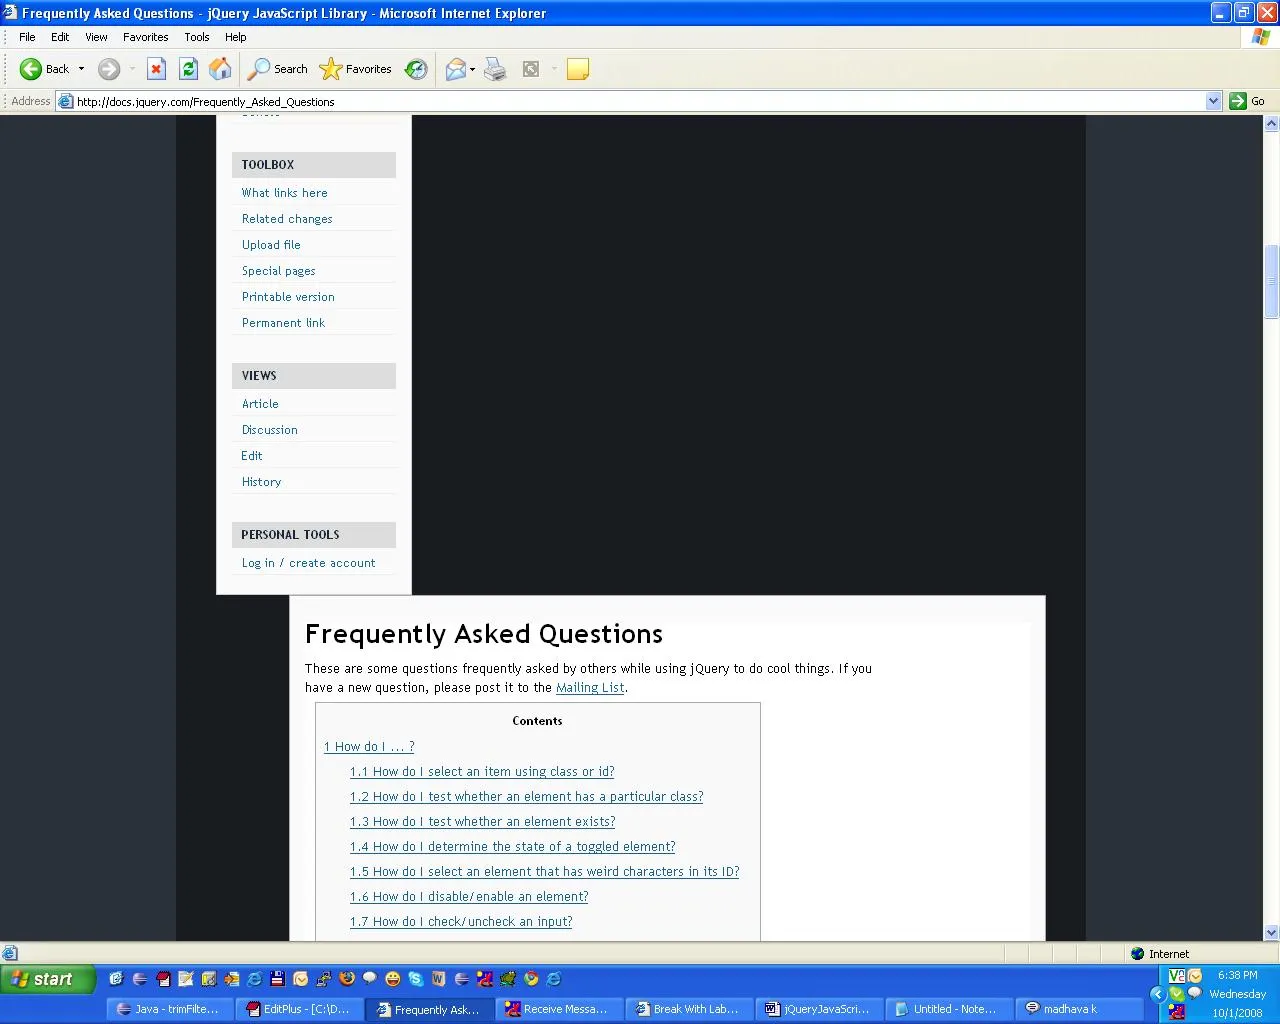 Frequently Asked Questions - jQuery JavaScript Library - Microsoft Internet Explorer
File Edit View Favorites Tools Help
Back Search Favorites
Address http://docs.jquery.com/Frequently_Asked_Questions Go
TOOLBOX
What links here
Related changes
Upload file
Special pages
Printable version
Permanent link
VIEWS
Article
Discussion
Edit
History
PERSONAL TOOLS
Log in / create account
Frequently Asked Questions
These are some questions frequently asked by others while using jQuery to do cool things. If you
have a new question, please post it to the Mailing List.
Contents
1 How do I ... ?
1.1 How do I select an item using class or id?
1.2 How do I test whether an element has a particular class?
1.3 How do I test whether an element exists?
1.4 How do I determine the state of a toggled element?
1.5 How do I select an element that has weird characters in its ID?
1.6 How do I disable/enable an element?
1.7 How do I check/uncheck an input?
Internet
start
6:38 PM
Wednesday
10/1/2008
Java - trimFilte... EditPlus - [C:\D... Frequently Ask... Receive Messa... Break With Lab... jQueryJavaScri... Untitled - Note... madhava k